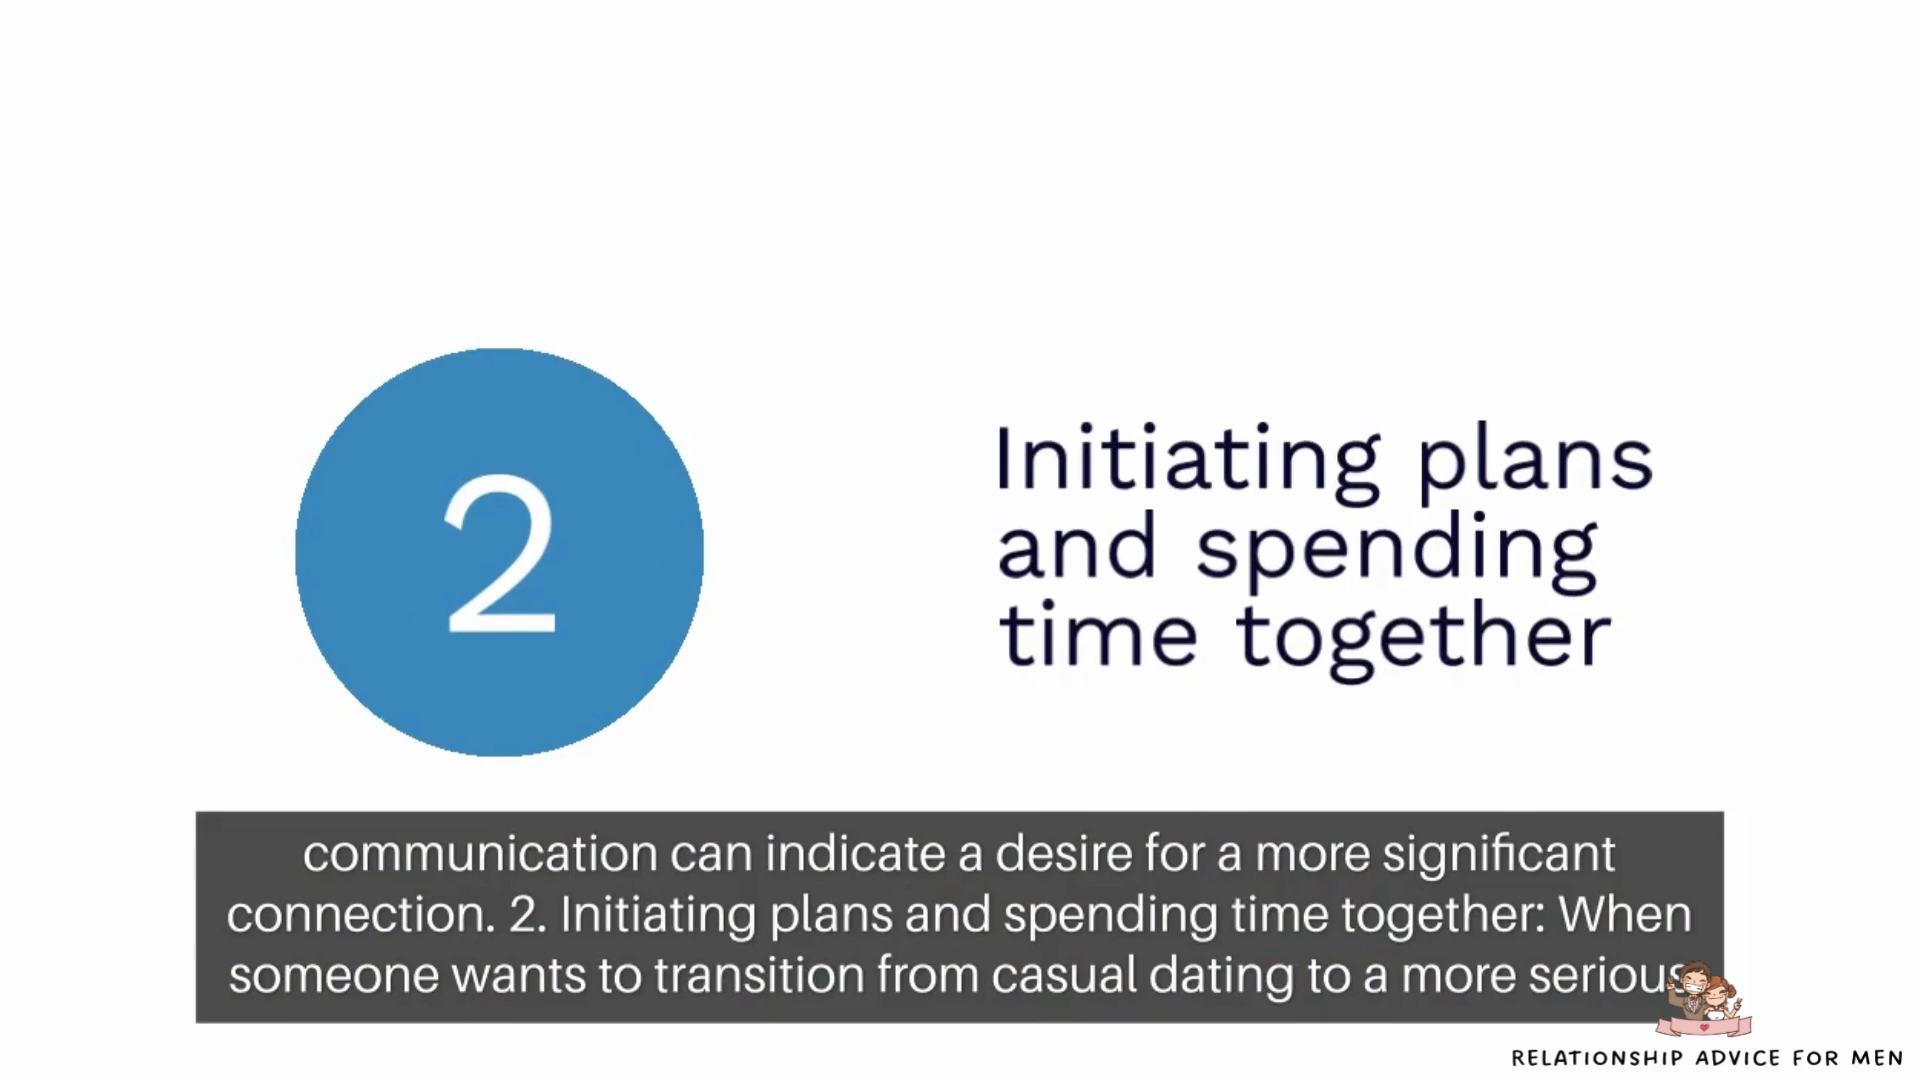 2
Initiating plans
and spending
time together
communication can indicate a desire for a more significant
connection. 2. Initiating plans and spending time together: When
someone wants to transition from casual dating to a more serious
RELATIONSHIP ADVICE FOR MEN